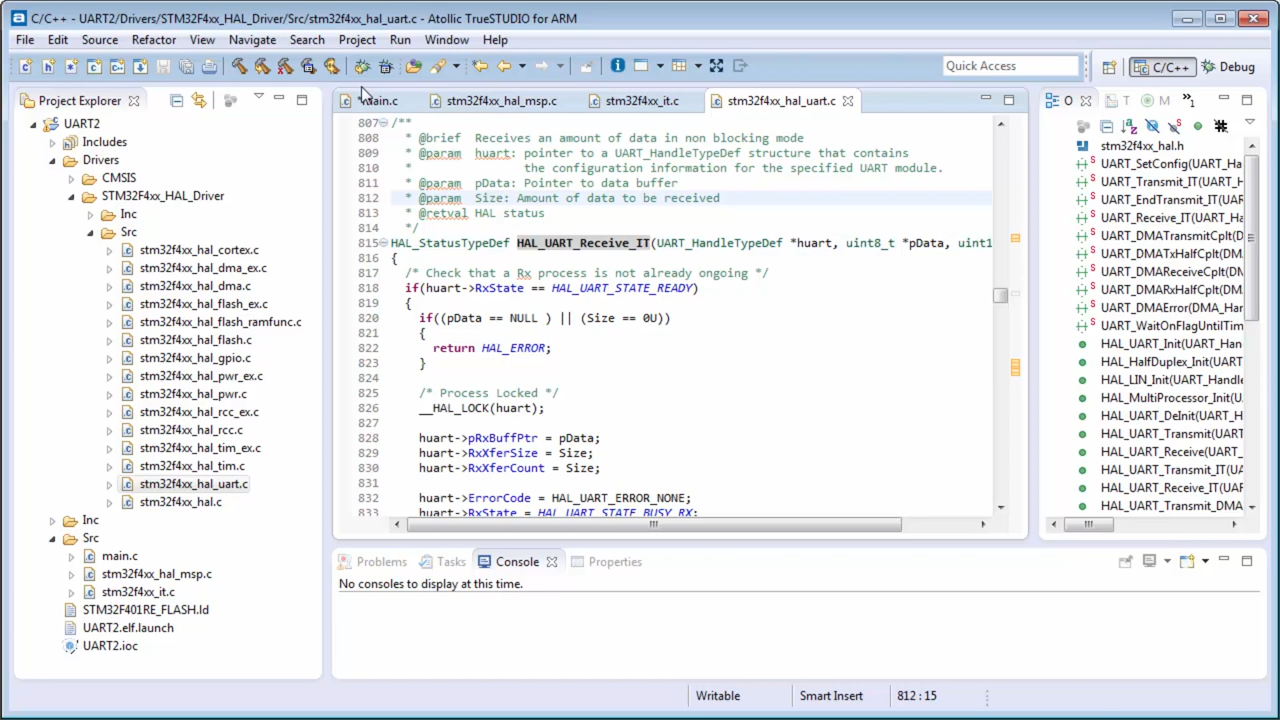 C/C++ - UART2/Drivers/STM32F4xx_HAL_Driver/Src/stm32f4xx_hal_uart.c - Atollic TrueSTUDIO for ARM
File Edit Source Refactor View Navigate Search Project Run Window Help
Quick Access
C/C++
Debug
Project Explorer
UART2
Includes
Drivers
CMSIS
STM32F4xx_HAL_Driver
Inc
Src
stm32f4xx_hal_cortex.c
stm32f4xx_hal_dma_ex.c
stm32f4xx_hal_dma.c
stm32f4xx_hal_flash_ex.c
stm32f4xx_hal_flash_ramfunc.c
stm32f4xx_hal_flash.c
stm32f4xx_hal_gpio.c
stm32f4xx_hal_pwr_ex.c
stm32f4xx_hal_pwr.c
stm32f4xx_hal_rcc_ex.c
stm32f4xx_hal_rcc.c
stm32f4xx_hal_tim_ex.c
stm32f4xx_hal_tim.c
stm32f4xx_hal_uart.c
stm32f4xx_hal.c
Inc
Src
main.c
stm32f4xx_hal_msp.c
stm32f4xx_it.c
STM32F401RE_FLASH.ld
UART2.elf.launch
UART2.ioc
*main.c stm32f4xx_hal_msp.c stm32f4xx_it.c stm32f4xx_hal_uart.c
807 /**
808 * @brief Receives an amount of data in non blocking mode
809 * @param huart: pointer to a UART_HandleTypeDef structure that contains
810 * the configuration information for the specified UART module.
811 * @param pData: Pointer to data buffer
812 * @param Size: Amount of data to be received
813 * @retval HAL status
814 */
815 HAL_StatusTypeDef HAL_UART_Receive_IT(UART_HandleTypeDef *huart, uint8_t *pData, uint1
816 {
817 /* Check that a Rx process is not already ongoing */
818 if(huart->RxState == HAL_UART_STATE_READY)
819 {
820 if((pData == NULL ) || (Size == 0U))
821 {
822 return HAL_ERROR;
823 }
824
825 /* Process Locked */
826 __HAL_LOCK(huart);
827
828 huart->pRxBuffPtr = pData;
829 huart->RxXferSize = Size;
830 huart->RxXferCount = Size;
831
832 huart->ErrorCode = HAL_UART_ERROR_NONE;
833 huart->RxState = HAL_UART_STATE_BUSY_RX;
O T M »1
stm32f4xx_hal.h
UART_SetConfig(UART_Ha
UART_Transmit_IT(UART_H
UART_EndTransmit_IT(UAR
UART_Receive_IT(UART_Ha
UART_DMATransmitCplt(D
UART_DMATxHalfCplt(DM
UART_DMAReceiveCplt(DM
UART_DMARxHalfCplt(DM
UART_DMAError(DMA_Han
UART_WaitOnFlagUntilTim
HAL_UART_Init(UART_Hand
HAL_HalfDuplex_Init(UART
HAL_LIN_Init(UART_Handle
HAL_MultiProcessor_Init(U
HAL_UART_DeInit(UART_Ha
HAL_UART_Transmit(UART
HAL_UART_Receive(UART_H
HAL_UART_Transmit_IT(UA
HAL_UART_Receive_IT(UAR
HAL_UART_Transmit_DMA
Problems Tasks Console Properties
No consoles to display at this time.
Writable Smart Insert 812 : 15